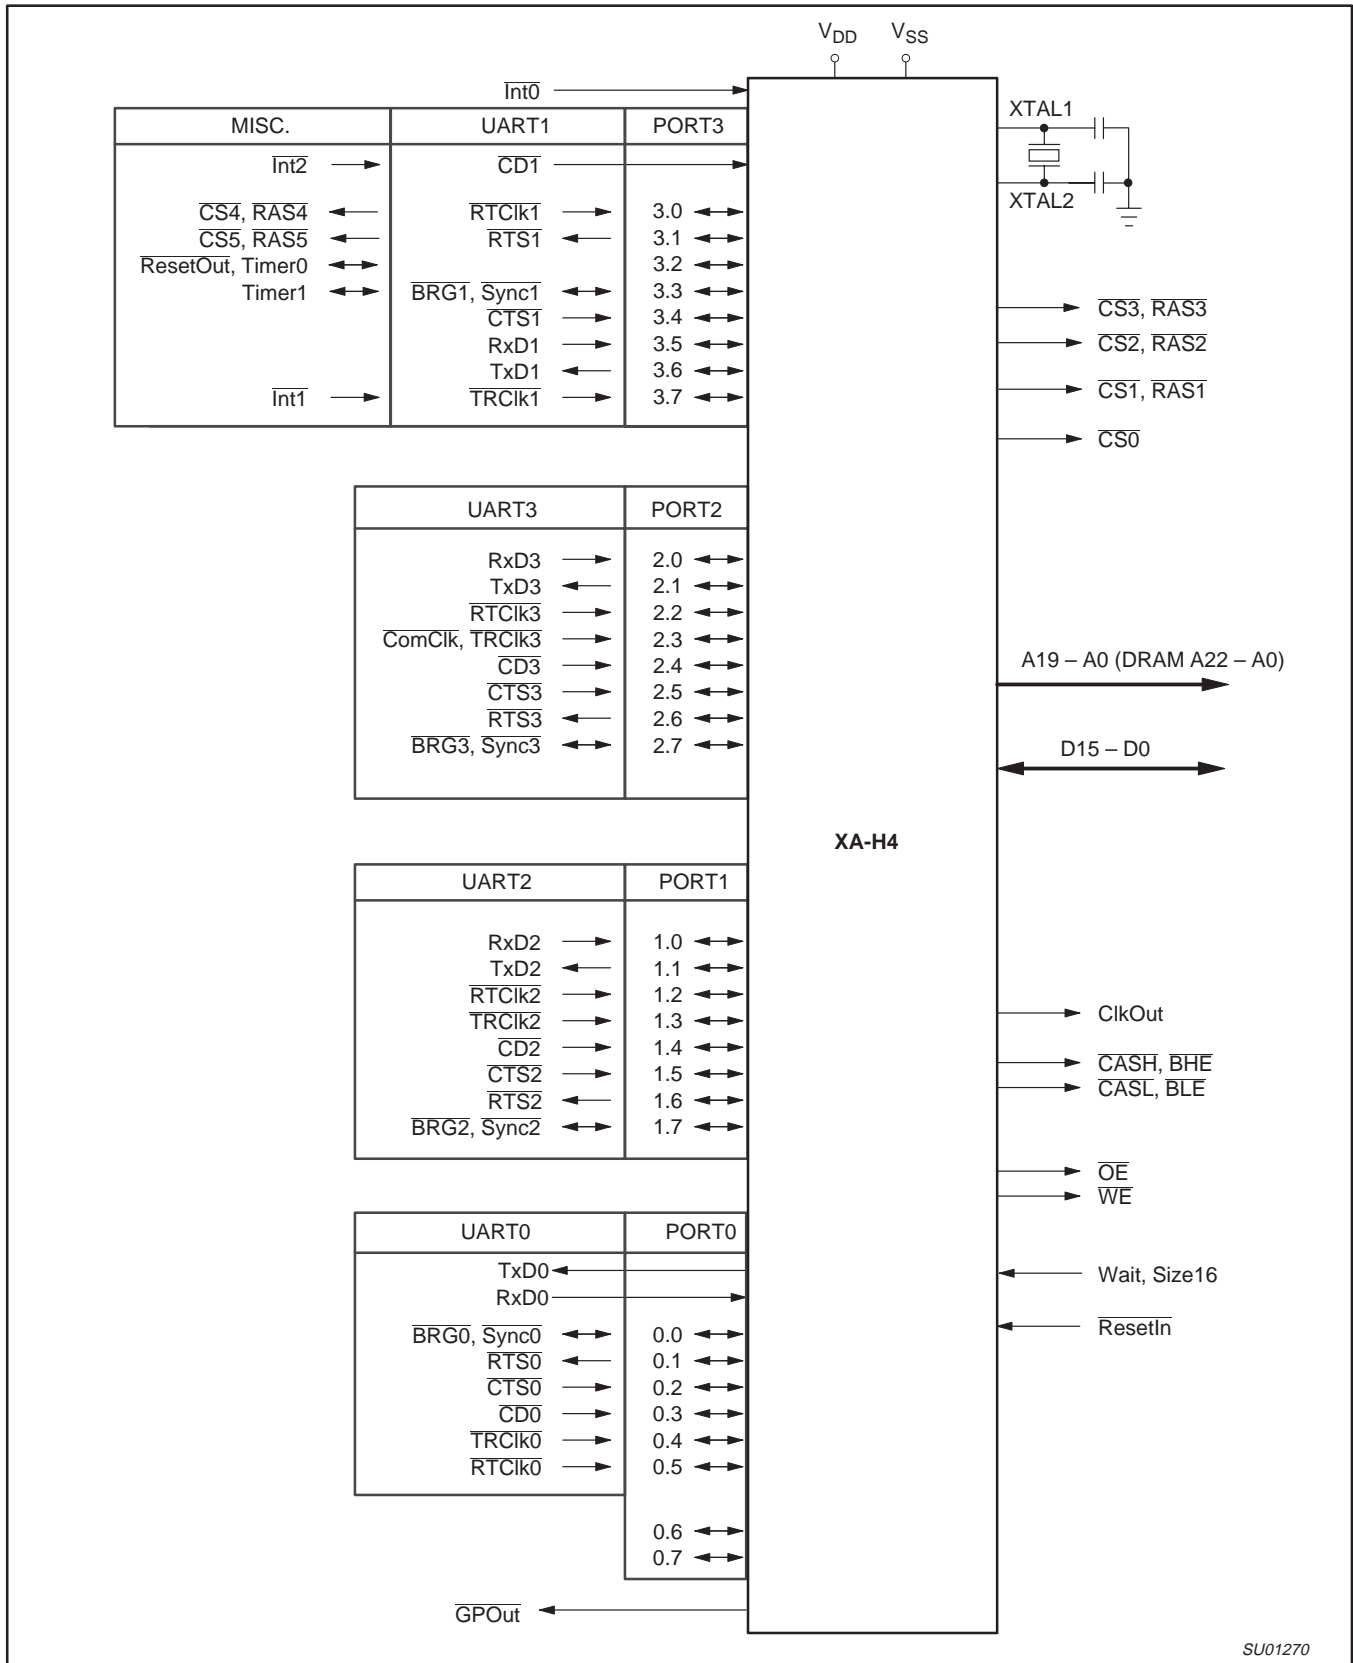 VDD VSS
Int0
MISC. UART1 PORT3
Int2 CD1
CS4, RAS4 RTClk1 3.0
CS5, RAS5 RTS1 3.1
ResetOut, Timer0 3.2
Timer1 BRG1, Sync1 3.3
CTS1 3.4
RxD1 3.5
TxD1 3.6
Int1 TRClk1 3.7
UART3 PORT2
RxD3 2.0
TxD3 2.1
RTClk3 2.2
ComClk, TRClk3 2.3
CD3 2.4
CTS3 2.5
RTS3 2.6
BRG3, Sync3 2.7
UART2 PORT1
RxD2 1.0
TxD2 1.1
RTClk2 1.2
TRClk2 1.3
CD2 1.4
CTS2 1.5
RTS2 1.6
BRG2, Sync2 1.7
UART0 PORT0
TxD0
RxD0
BRG0, Sync0 0.0
RTS0 0.1
CTS0 0.2
CD0 0.3
TRClk0 0.4
RTClk0 0.5
0.6
0.7
GPOut
XA-H4
XTAL1
XTAL2
CS3, RAS3
CS2, RAS2
CS1, RAS1
CS0
A19 – A0 (DRAM A22 – A0)
D15 – D0
ClkOut
CASH, BHE
CASL, BLE
OE
WE
Wait, Size16
ResetIn
SU01270